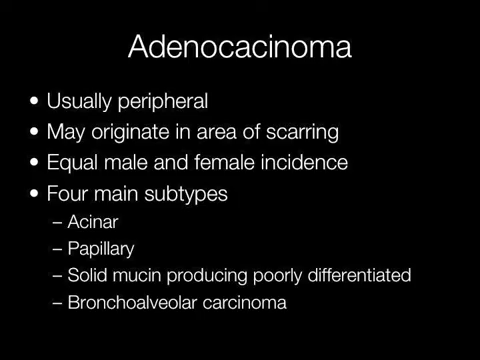 Adenocacinoma
• Usually peripheral
• May originate in area of scarring
• Equal male and female incidence
• Four main subtypes
– Acinar
– Papillary
– Solid mucin producing poorly differentiated
– Bronchoalveolar carcinoma